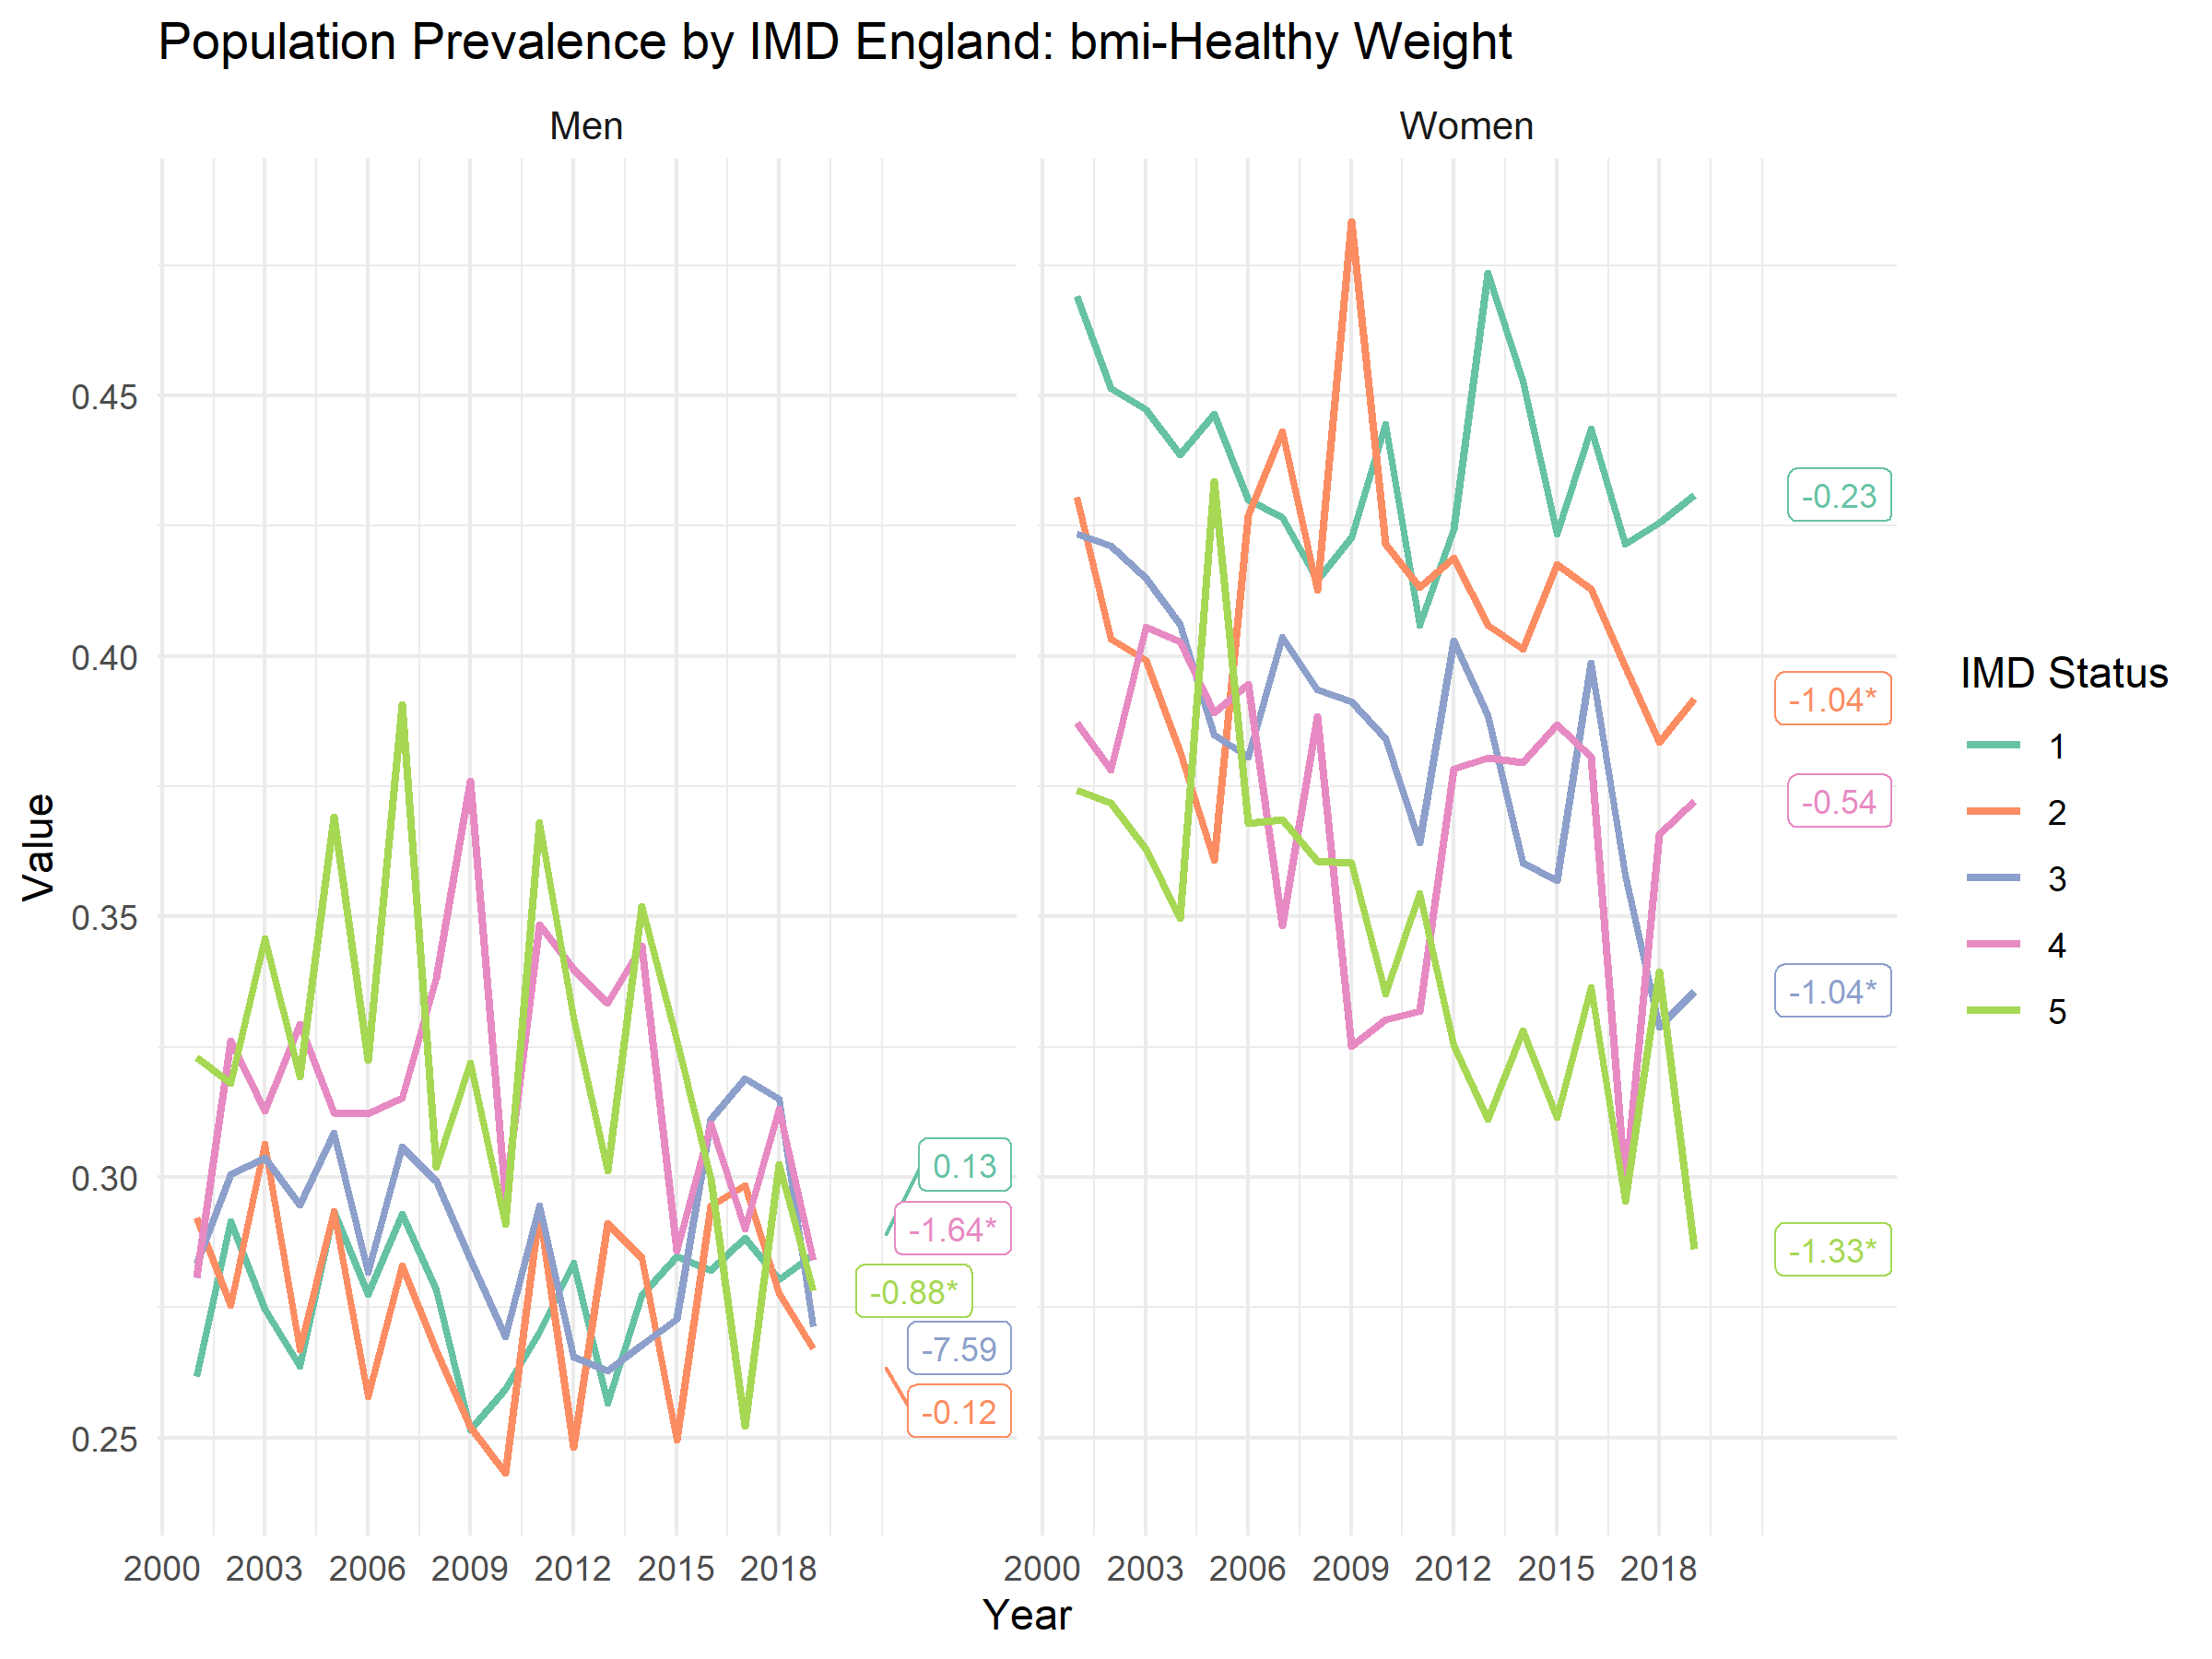 Population Prevalence by IMD England: bmi-Healthy Weight
Men
Women
Value
0.45
0.40
0.35
0.30
0.25
0.13
-1.64*
-0.88*
-7.59
-0.12
-0.23
-1.04*
-0.54
-1.04*
-1.33*
2000 2003 2006 2009 2012 2015 2018
2000 2003 2006 2009 2012 2015 2018
Year
IMD Status
1
2
3
4
5